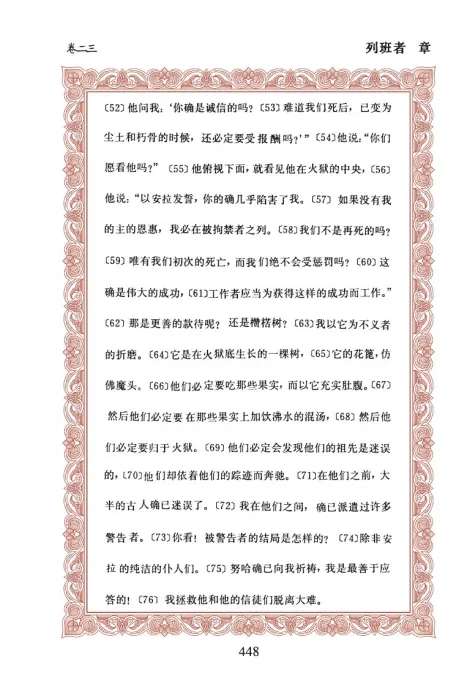 卷二三
列班者 章
〔52〕他问我：‘你确是诚信的吗？〔53〕难道我们死后，已变为
尘土和朽骨的时候，还必定要受报酬吗？’”〔54〕他说：“你们
愿看他吗？”〔55〕他俯视下面，就看见他在火狱的中央，〔56〕
他说：“以安拉发誓，你的确几乎陷害了我。〔57〕如果没有我
的主的恩惠，我必在被拘禁者之列。〔58〕我们不是再死的吗？
〔59〕唯有我们初次的死亡，而我们绝不会受惩罚吗？〔60〕这
确是伟大的成功，〔61〕工作者应当为获得这样的成功而工作。”
〔62〕那是更善的款待呢？还是攒楛树？〔63〕我以它为不义者
的折磨。〔64〕它是在火狱底生长的一棵树，〔65〕它的花篦，仿
佛魔头。〔66〕他们必定要吃那些果实，而以它充实肚腹。〔67〕
然后他们必定要在那些果实上加饮沸水的混汤，〔68〕然后他
们必定要归于火狱。〔69〕他们必定会发现他们的祖先是迷误
的，〔70〕他们却依着他们的踪迹而奔驰。〔71〕在他们之前，大
半的古人确已迷误了。〔72〕我在他们之间，确已派遣过许多
警告者。〔73〕你看！被警告者的结局是怎样的？〔74〕除非安
拉的纯洁的仆人们。〔75〕努哈确已向我祈祷，我是最善于应
答的！〔76〕我拯救他和他的信徒们脱离大难。
448